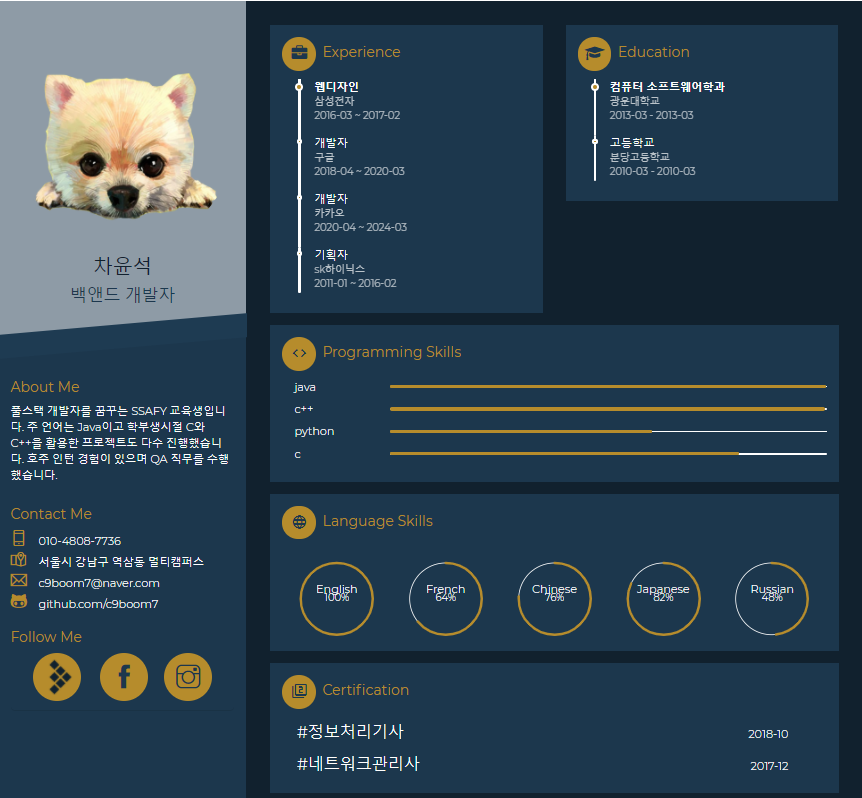 차윤석
백앤드 개발자
About Me
풀스택 개발자를 꿈꾸는 SSAFY 교육생입니
다. 주 언어는 Java이고 학부생시절 C와
C++을 활용한 프로젝트도 다수 진행했습니
다. 호주 인턴 경험이 있으며 QA 직무를 수행
했습니다.
Contact Me
010-4808-7736
서울시 강남구 역삼동 멀티캠퍼스
c9boom7@naver.com
github.com/c9boom7
Follow Me
Experience
웹디자인
삼성전자
2016-03 ~ 2017-02
개발자
구글
2018-04 ~ 2020-03
개발자
카카오
2020-04 ~ 2024-03
기획자
sk하이닉스
2011-01 ~ 2016-02
Education
컴퓨터 소프트웨어학과
광운대학교
2013-03 - 2013-03
고등학교
분당고등학교
2010-03 - 2010-03
Programming Skills
java
c++
python
c
Language Skills
English
100%
French
64%
Chinese
76%
Japanese
82%
Russian
48%
Certification
#정보처리기사 2018-10
#네트워크관리사 2017-12